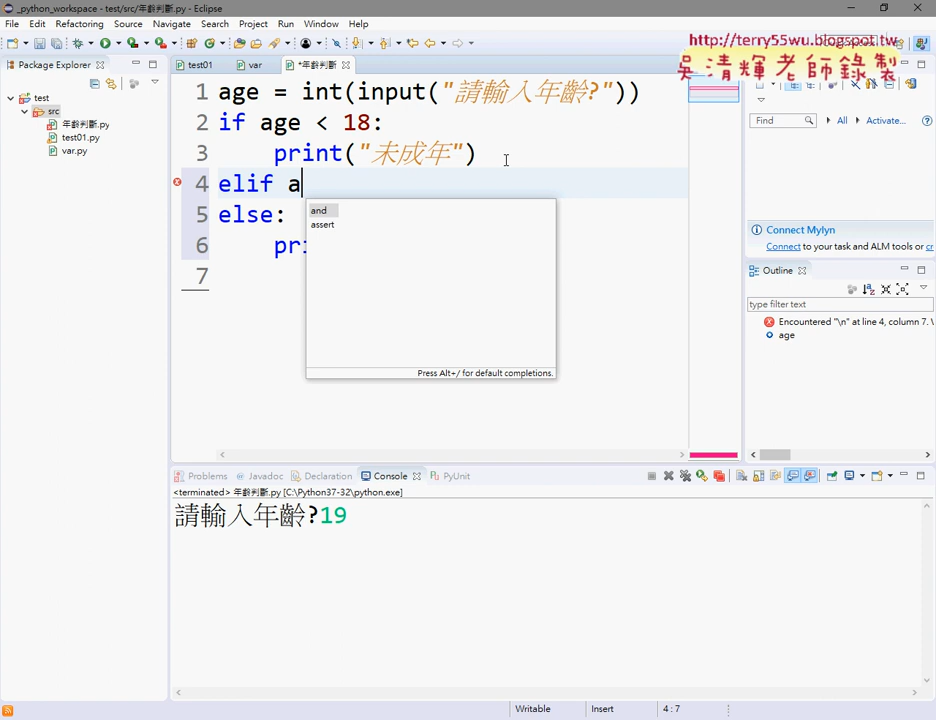 _python_workspace - test/src/年齡判斷.py - Eclipse
File Edit Refactoring Source Navigate Search Project Run Window Help
http://terry55wu.blogspot.tw
吳清輝老師錄製
Package Explorer
test
src
年齡判斷.py
test01.py
var.py
test01
var
*年齡判斷
1 age = int(input("請輸入年齡?"))
2 if age < 18:
3 print("未成年")
4 elif a
5 else:
6 pri
7
and
assert
Press Alt+/ for default completions.
Find
All
Activate...
Connect Mylyn
Connect to your task and ALM tools or cr
Outline
type filter text
Encountered "\n" at line 4, column 7. \
age
Problems Javadoc Declaration Console PyUnit
<terminated> 年齡判斷.py [C:\Python37-32\python.exe]
請輸入年齡?19
Writable Insert 4 : 7